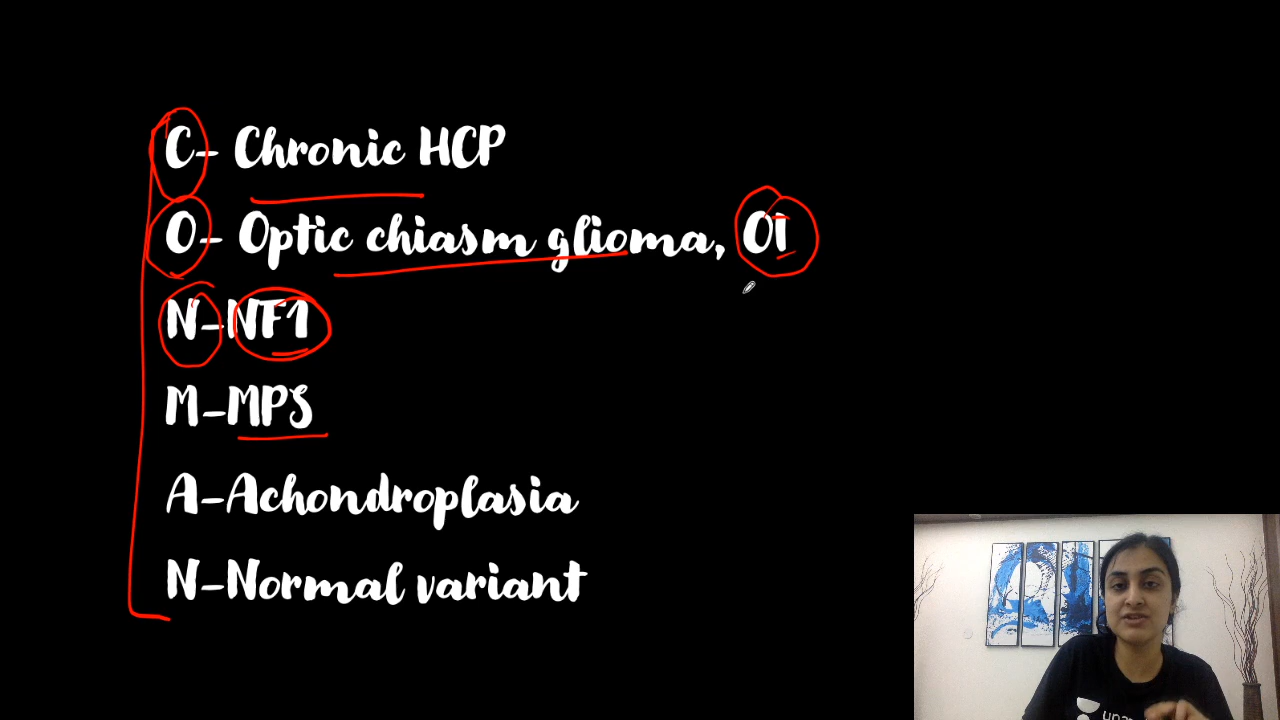 C- Chronic HCP
O- Optic chiasm glioma, OI
N-NF1
M-MPS
A-Achondroplasia
N-Normal variant